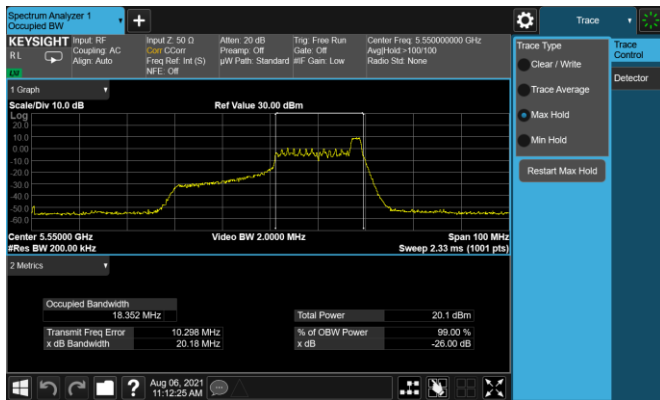 Spectrum Analyzer 1
Occupied BW
Trace
KEYSIGHT
RL
Input: RF
Coupling: AC
Align: Auto
Input Z: 50 Ω
Corr CCorr
Freq Ref: Int (S)
NFE: Off
Atten: 20 dB
Preamp: Off
µW Path: Standard
Trig: Free Run
Gate: Off
#IF Gain: Low
Center Freq: 5.550000000 GHz
Avg|Hold:>100/100
Radio Std: None
Trace Type
Clear / Write
Trace Average
Max Hold
Min Hold
Restart Max Hold
Trace Control
Detector
1 Graph
Scale/Div 10.0 dB
Ref Value 30.00 dBm
Log
20.0
10.0
0.00
-10.0
-20.0
-30.0
-40.0
-50.0
-60.0
Center 5.55000 GHz
#Res BW 200.00 kHz
Video BW 2.0000 MHz
Span 100 MHz
Sweep 2.33 ms (1001 pts)
2 Metrics
Occupied Bandwidth
18.352 MHz
Total Power 20.1 dBm
Transmit Freq Error 10.298 MHz
% of OBW Power 99.00 %
x dB Bandwidth 20.18 MHz
x dB -26.00 dB
Aug 06, 2021
11:12:25 AM